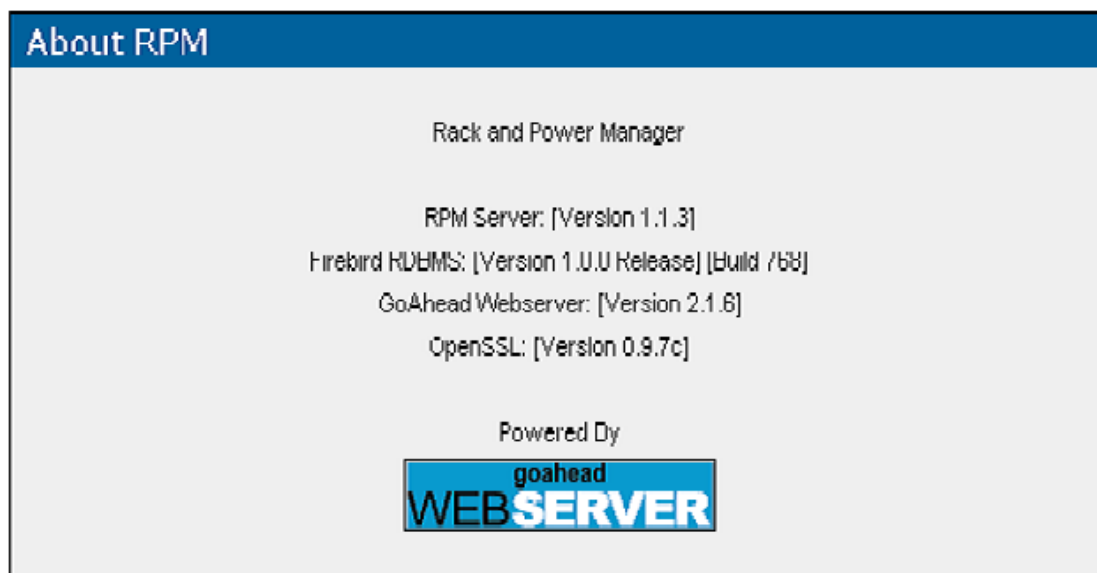 About RPM
Rack and Power Manager
RPM Server: [Version 1.1.3]
Firebird RDBMS: [Version 1.0.0 Release] [Build 768]
GoAhead Webserver: [Version 2.1.6]
OpenSSL: [Version 0.9.7c]
Powered By
goahead
WEBSERVER